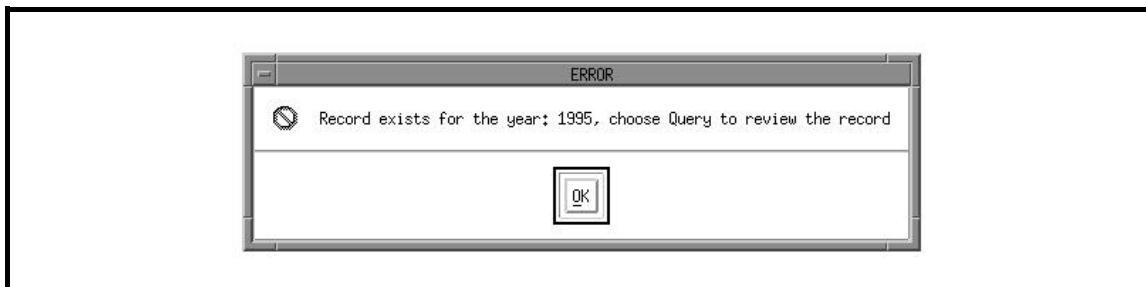 ERROR
Record exists for the year: 1995, choose Query to review the record
OK